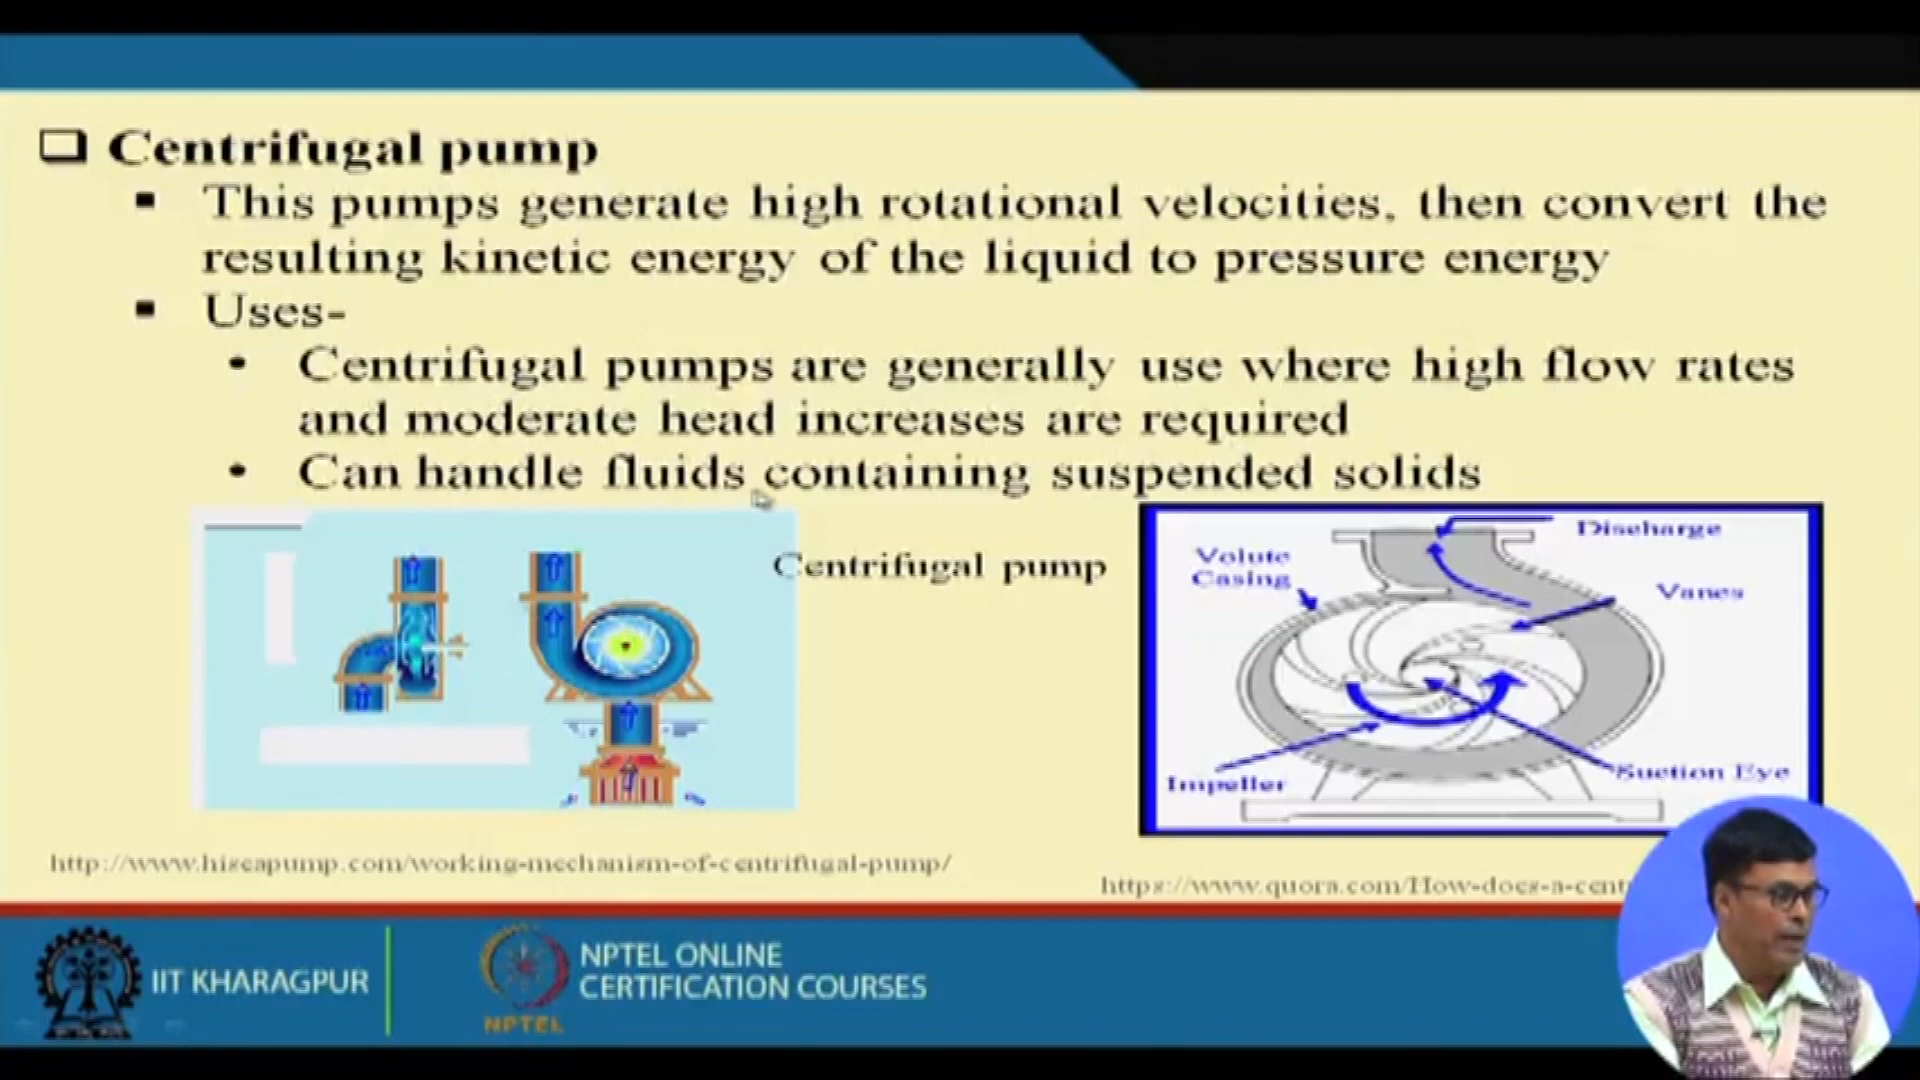 Centrifugal pump
This pumps generate high rotational velocities, then convert the
resulting kinetic energy of the liquid to pressure energy
Uses-
Centrifugal pumps are generally use where high flow rates
and moderate head increases are required
Can handle fluids containing suspended solids
Centrifugal pump
Discharge
Volute
Casing
Vanes
Impeller
Suction Eye
http://www.hiseapump.com/working-mechanism-of-centrifugal-pump/
https://www.quora.com/How-does-a-cent
IIT KHARAGPUR
NPTEL
NPTEL ONLINE
CERTIFICATION COURSES